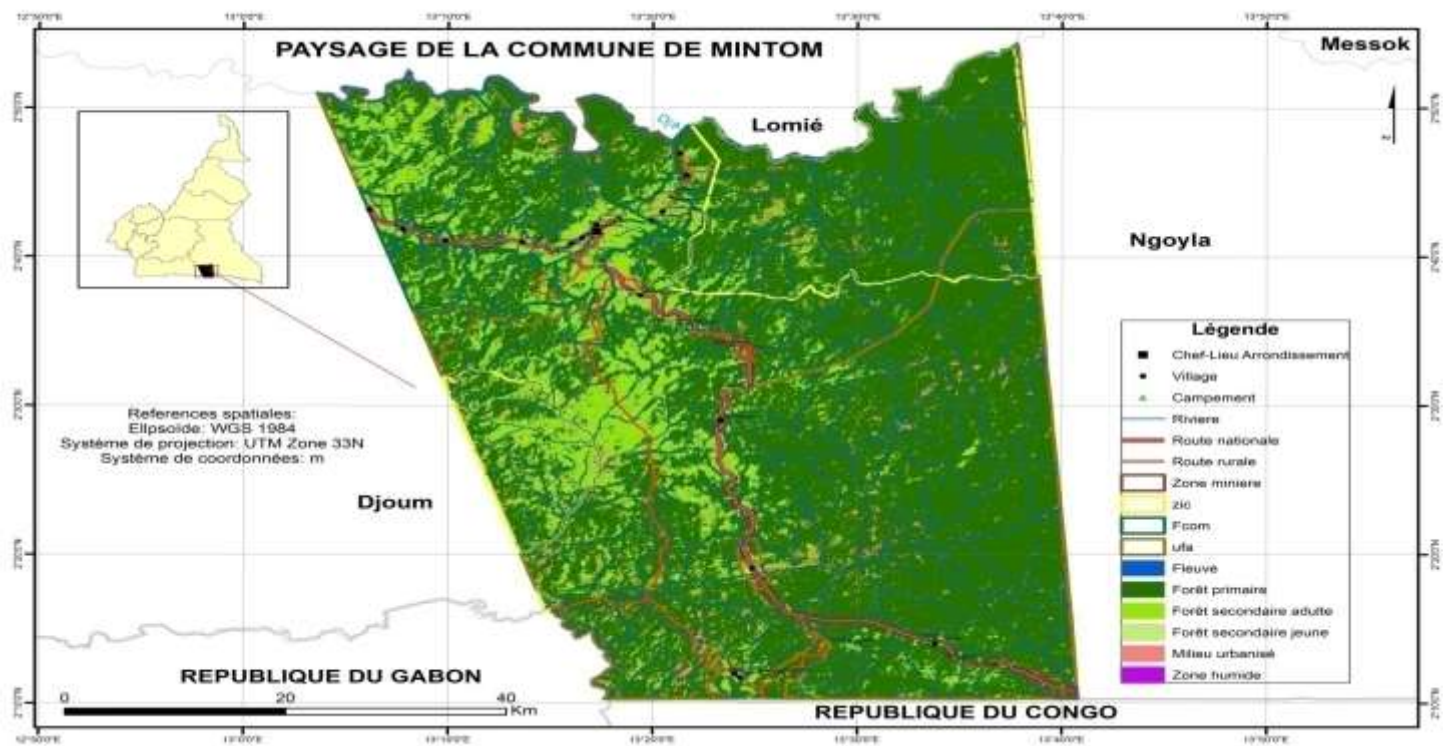 PAYSAGE DE LA COMMUNE DE MINTOM
Messok
Lomié
Dja
Ngoyla
Djoum
References spatiales:
Ellipsoïde: WGS 1984
Système de projection: UTM Zone 33N
Système de coordonnées: m
REPUBLIQUE DU GABON
0 20 40
Km
REPUBLIQUE DU CONGO
Légende
Chef-Lieu Arrondissement
Village
Campement
Riviere
Route nationale
Route rurale
Zone miniere
zic
Fcom
ufa
Fleuve
Forêt primaire
Forêt secondaire adulte
Forêt secondaire jeune
Milieu urbanisé
Zone humide